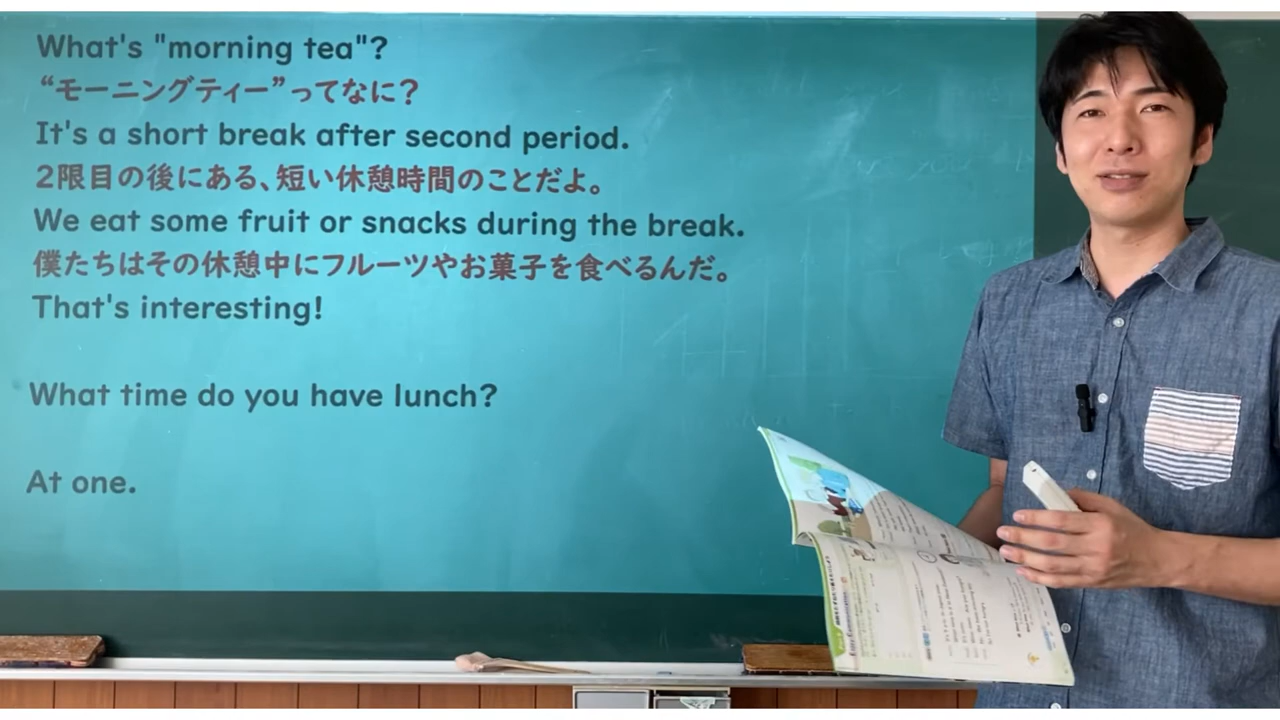 What's "morning tea"?
“モーニングティー”ってなに？
It's a short break after second period.
2限目の後にある、短い休憩時間のことだよ。
We eat some fruit or snacks during the break.
僕たちはその休憩中にフルーツやお菓子を食べるんだ。
That's interesting!
What time do you have lunch?
At one.